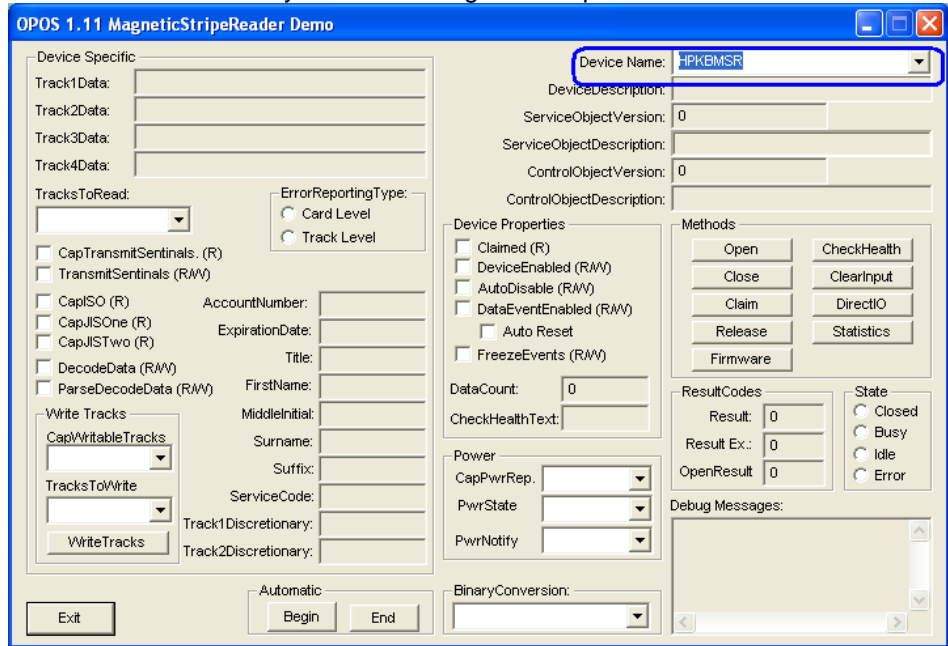 OPOS 1.11 MagneticStripeReader Demo
Device Specific
Track1Data:
Track2Data:
Track3Data:
Track4Data:
TracksToRead:
ErrorReportingType:
Card Level
Track Level
CapTransmitSentinals. (R)
TransmitSentinals (R/W)
CapISO (R)
CapJISOne (R)
CapJISTwo (R)
DecodeData (R/W)
ParseDecodeData (R/W)
AccountNumber:
ExpirationDate:
Title:
FirstName:
MiddleInitial:
Surname:
Suffix:
ServiceCode:
Track1Discretionary:
Track2Discretionary:
Write Tracks
CapWritableTracks
TracksToWrite
WriteTracks
Exit
Automatic
Begin
End
Device Name: HPKBMSR
DeviceDescription:
ServiceObjectVersion: 0
ServiceObjectDescription:
ControlObjectVersion: 0
ControlObjectDescription:
Device Properties
Claimed (R)
DeviceEnabled (R/W)
AutoDisable (R/W)
DataEventEnabled (R/W)
Auto Reset
FreezeEvents (R/W)
DataCount: 0
CheckHealthText:
Power
CapPwrRep.
PwrState
PwrNotify
BinaryConversion:
Methods
Open CheckHealth
Close ClearInput
Claim DirectIO
Release Statistics
Firmware
ResultCodes
Result: 0
Result Ex.: 0
OpenResult 0
State
Closed
Busy
Idle
Error
Debug Messages: